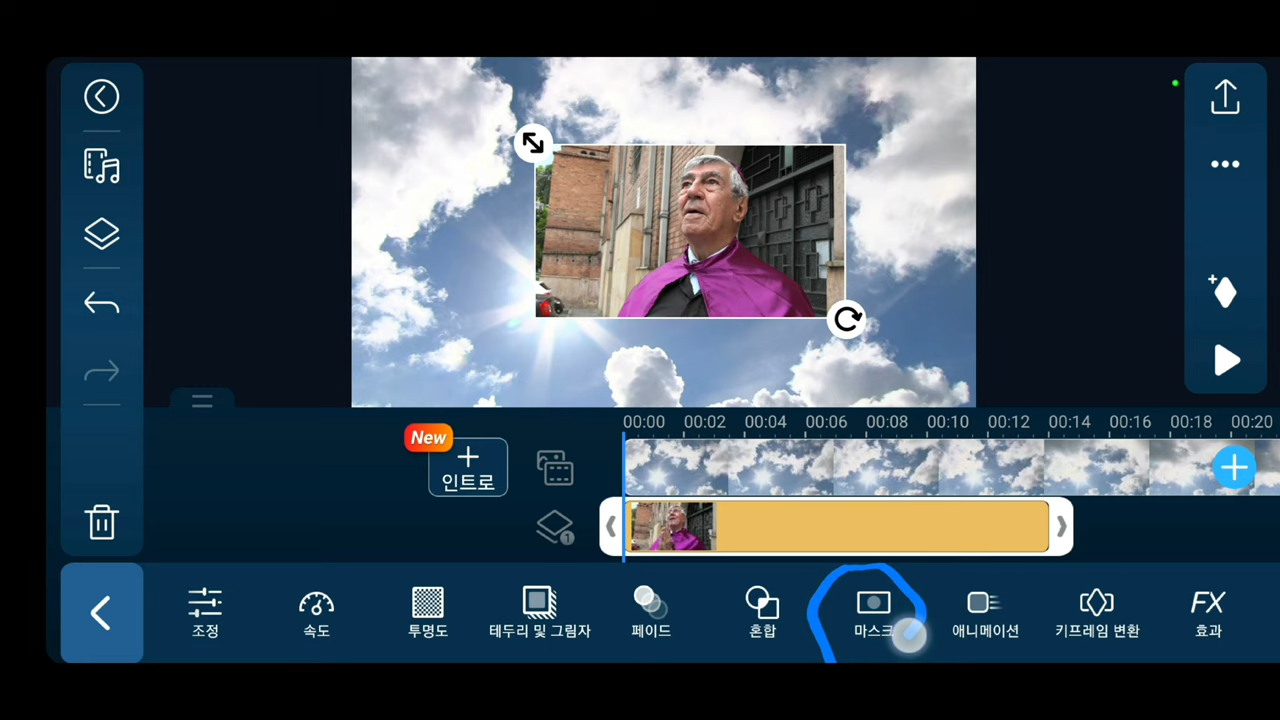 00:00 00:02 00:04 00:06 00:08 00:10 00:12 00:14 00:16 00:18 00:20
New
인트로
1
조정 속도 투명도 테두리 및 그림자 페이드 혼합 마스크 애니메이션 키프레임 변환 FX
효과